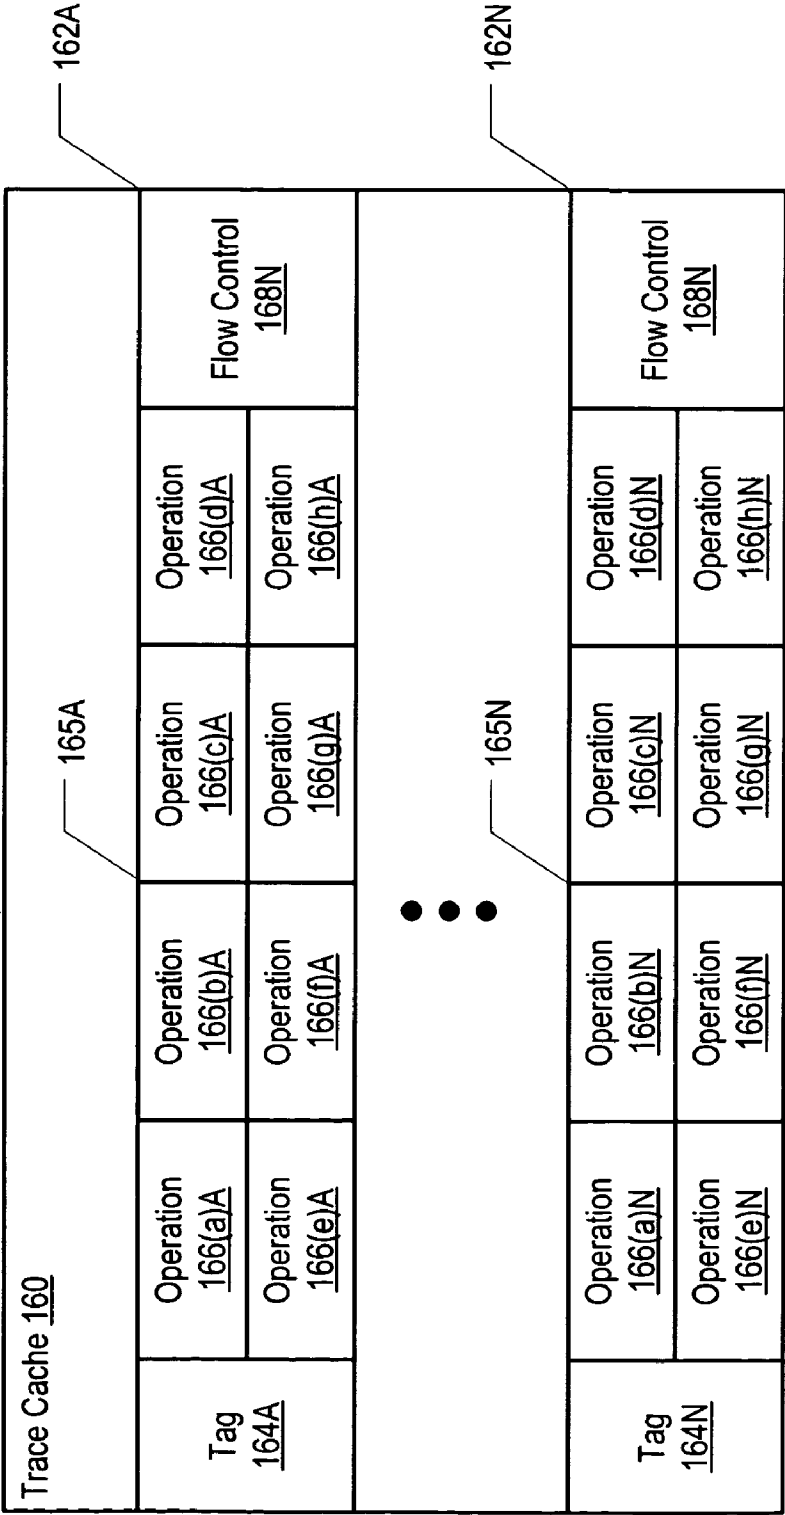 Trace Cache 160
162A
165A
Tag
164A
Operation
166(a)A
Operation
166(b)A
Operation
166(c)A
Operation
166(d)A
Operation
166(e)A
Operation
166(f)A
Operation
166(g)A
Operation
166(h)A
Flow Control
168N
162N
165N
Tag
164N
Operation
166(a)N
Operation
166(b)N
Operation
166(c)N
Operation
166(d)N
Operation
166(e)N
Operation
166(f)N
Operation
166(g)N
Operation
166(h)N
Flow Control
168N